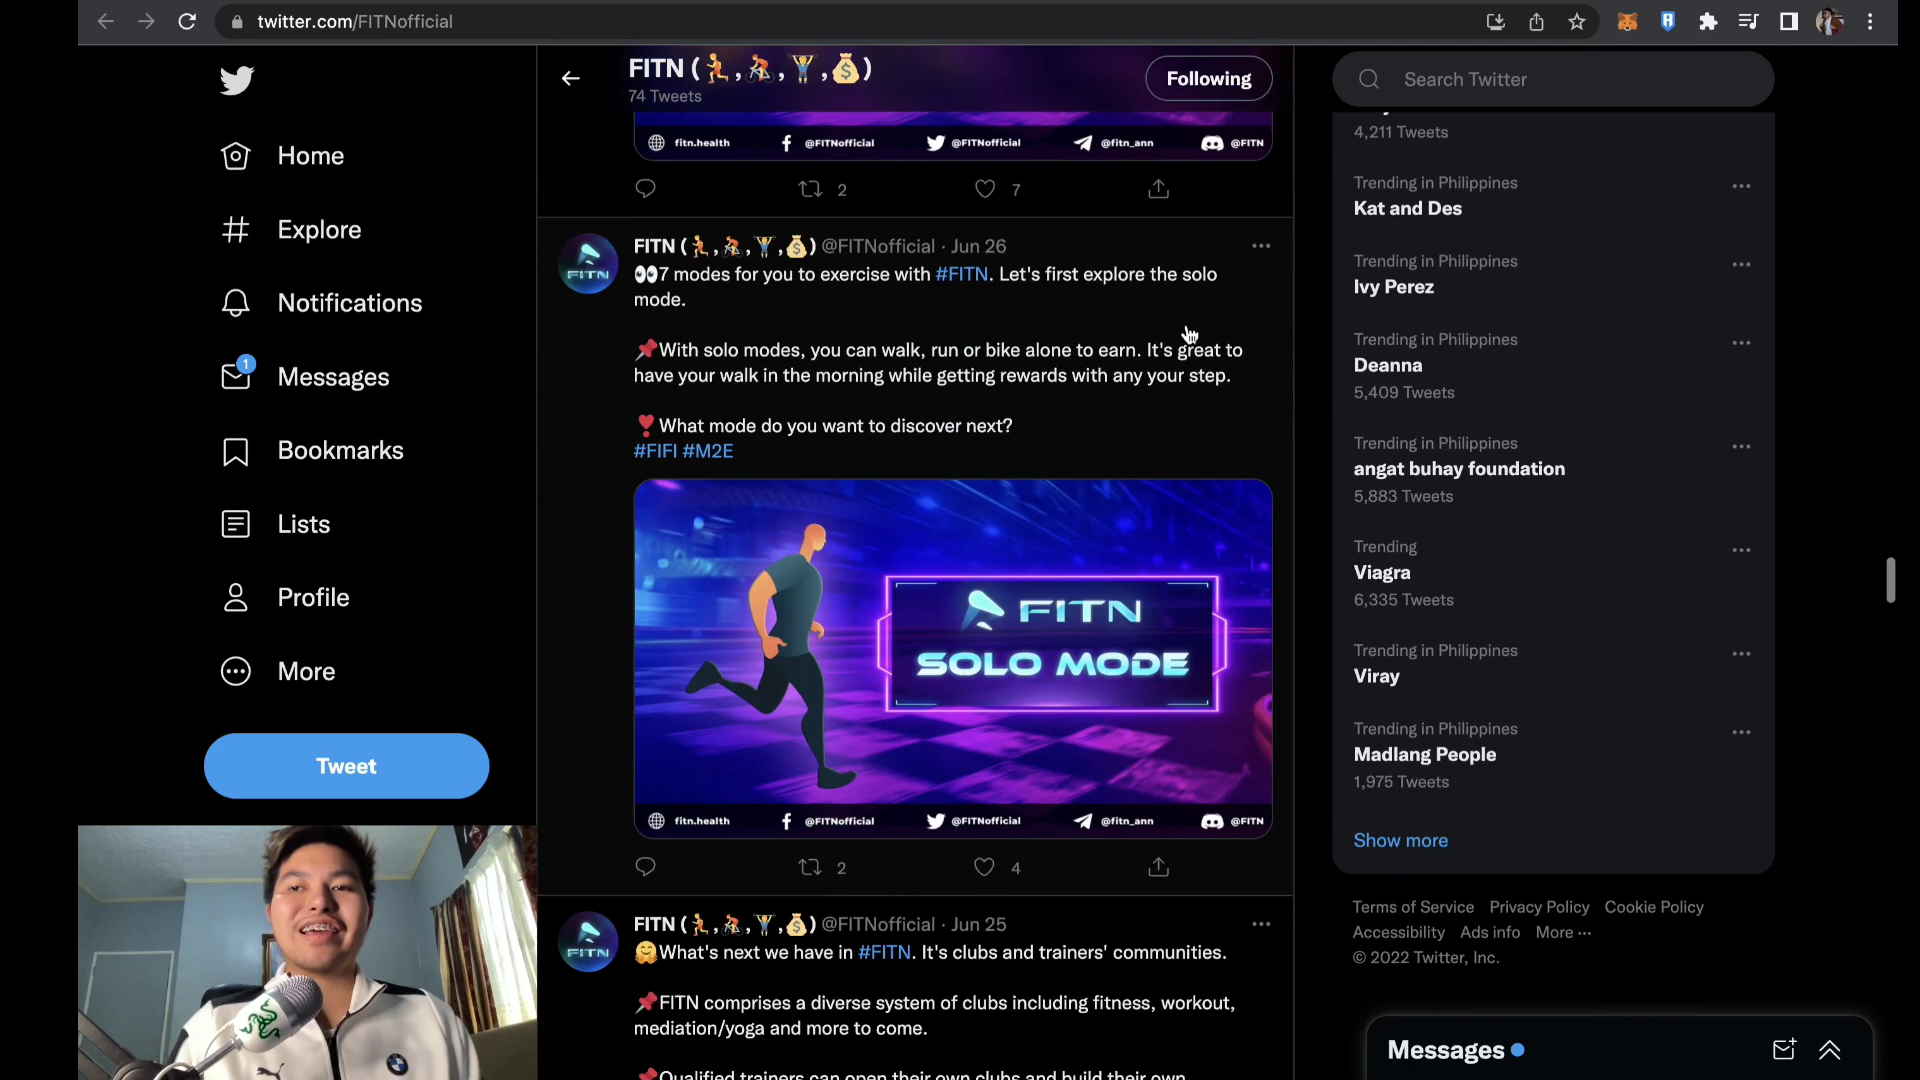 twitter.com/FITNofficial
FITN (🏃,🚴,🏋,💰)
74 Tweets
Following
Search Twitter
Home
Explore
Notifications
1
Messages
Bookmarks
Lists
Profile
More
Tweet
fitn.health @FITNofficial @FITNofficial @fitn_ann @FITN
2 7
FITN (🏃,🚴,🏋,💰) @FITNofficial · Jun 26
👀7 modes for you to exercise with #FITN. Let's first explore the solo
mode.
📌With solo modes, you can walk, run or bike alone to earn. It's great to
have your walk in the morning while getting rewards with any your step.
❣️What mode do you want to discover next?
#FIFI #M2E
FITN
SOLO MODE
fitn.health @FITNofficial @FITNofficial @fitn_ann @FITN
2 4
FITN (🏃,🚴,🏋,💰) @FITNofficial · Jun 25
FITN
🤗What's next we have in #FITN. It's clubs and trainers' communities.
📌FITN comprises a diverse system of clubs including fitness, workout,
mediation/yoga and more to come.
📌Qualified trainers can open their own clubs and build their own
FITN
4,211 Tweets
Trending in Philippines
Kat and Des
Trending in Philippines
Ivy Perez
Trending in Philippines
Deanna
5,409 Tweets
Trending in Philippines
angat buhay foundation
5,883 Tweets
Trending
Viagra
6,335 Tweets
Trending in Philippines
Viray
Trending in Philippines
Madlang People
1,975 Tweets
Show more
Terms of Service Privacy Policy Cookie Policy
Accessibility Ads info More ···
© 2022 Twitter, Inc.
Messages